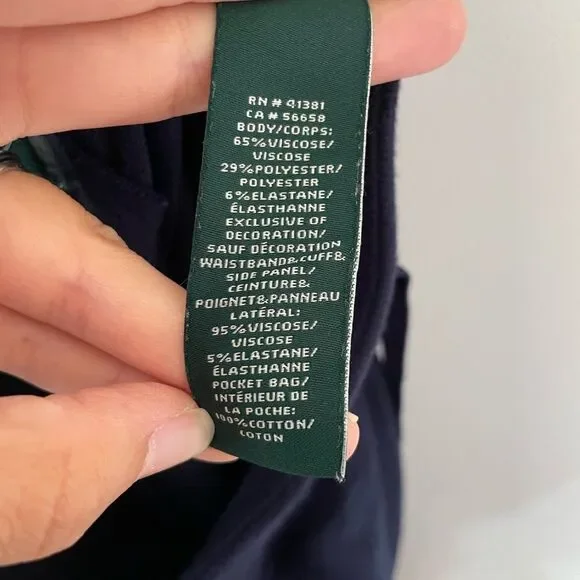 RN # 41381
CA # 56658
BODY/CORPS:
65%VISCOSE/
VISCOSE
29%POLYESTER/
POLYESTER
6%ELASTANE/
ÉLASTHANNE
EXCLUSIVE OF
DECORATION/
SAUF DÉCORATION
WAISTBAND&CUFF&
SIDE PANEL/
CEINTURE&
POIGNET&PANNEAU
LATÉRAL:
95%VISCOSE/
VISCOSE
5%ELASTANE/
ÉLASTHANNE
POCKET BAG/
INTÉRIEUR DE
LA POCHE:
100%COTTON/
COTON